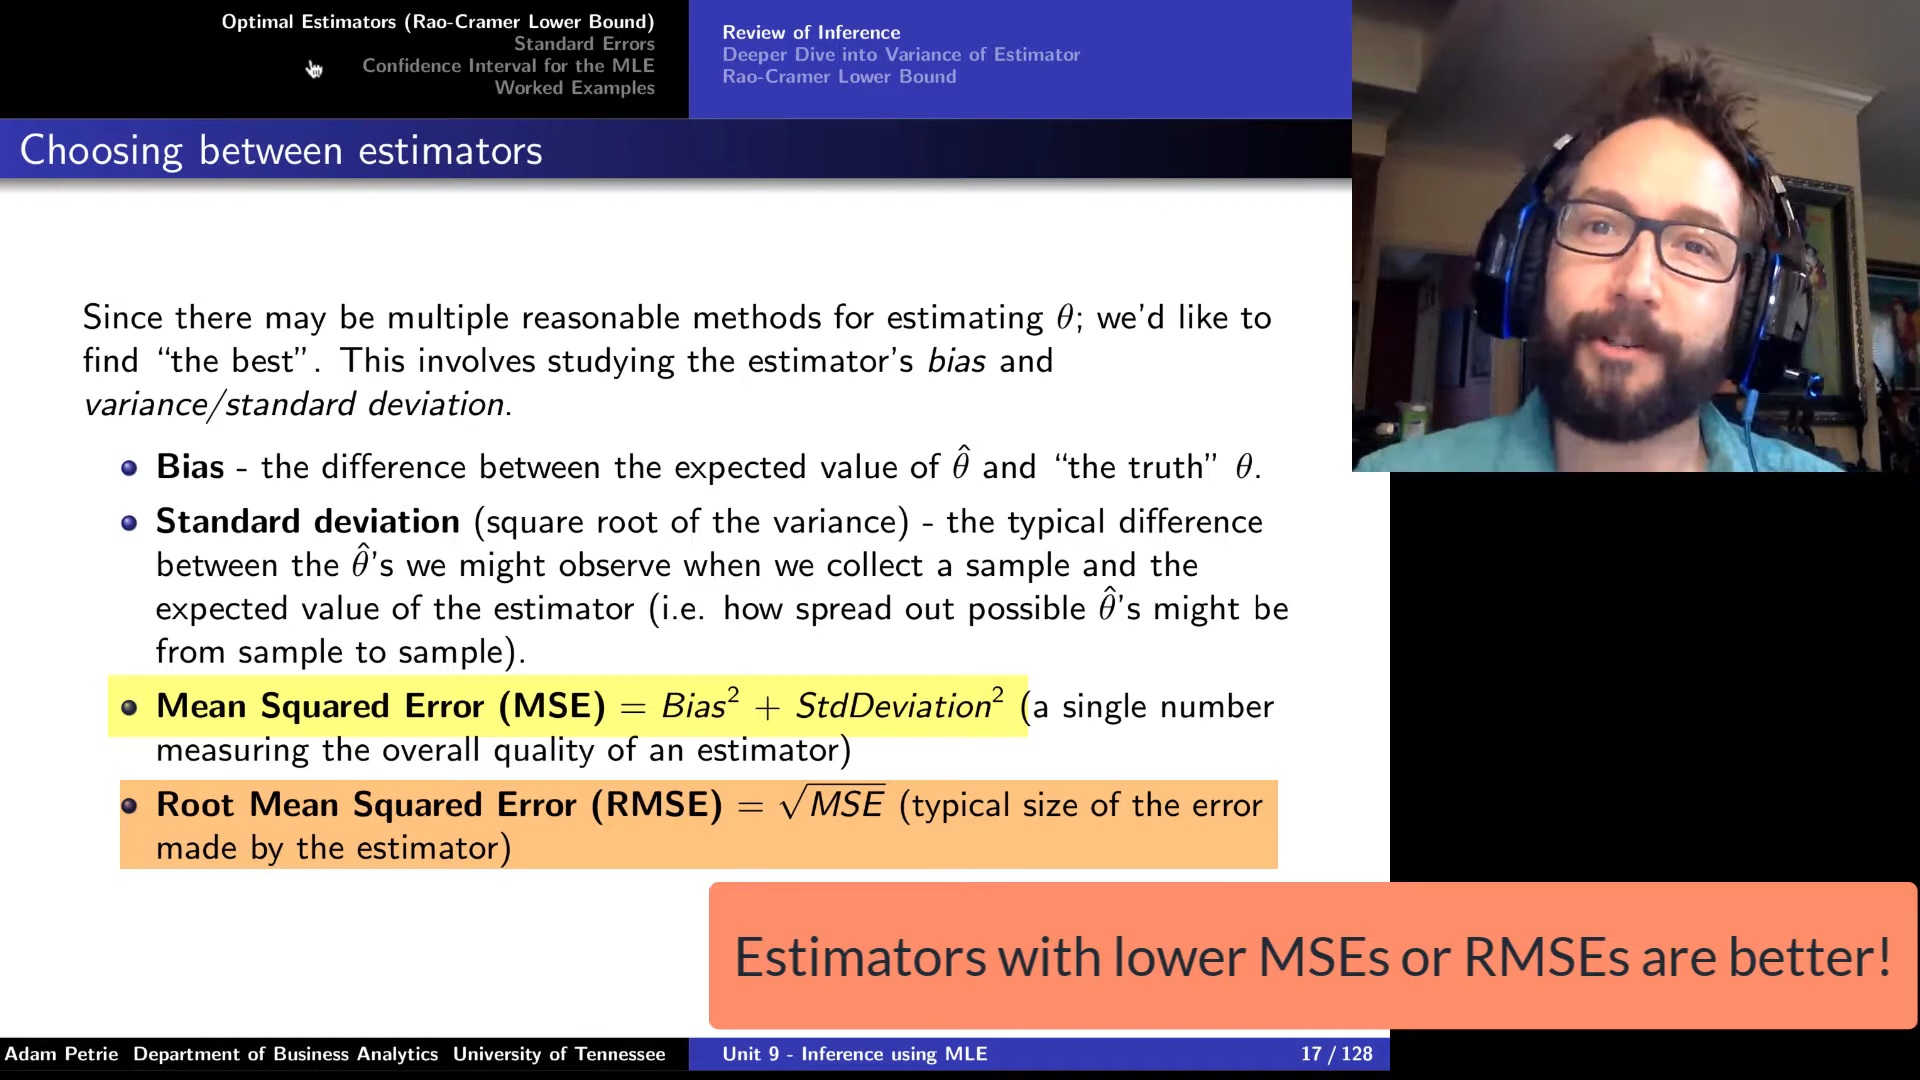 Optimal Estimators (Rao-Cramer Lower Bound)
Standard Errors
Confidence Interval for the MLE
Worked Examples
Review of Inference
Deeper Dive into Variance of Estimator
Rao-Cramer Lower Bound
Choosing between estimators
Since there may be multiple reasonable methods for estimating θ; we'd like to
find “the best”. This involves studying the estimator's bias and
variance/standard deviation.
Bias - the difference between the expected value of θ̂ and “the truth” θ.
Standard deviation (square root of the variance) - the typical difference
between the θ̂'s we might observe when we collect a sample and the
expected value of the estimator (i.e. how spread out possible θ̂'s might be
from sample to sample).
Mean Squared Error (MSE) = Bias² + StdDeviation² (a single number
measuring the overall quality of an estimator)
Root Mean Squared Error (RMSE) = √MSE (typical size of the error
made by the estimator)
Estimators with lower MSEs or RMSEs are better!
Adam Petrie Department of Business Analytics University of Tennessee
Unit 9 - Inference using MLE
17 / 128